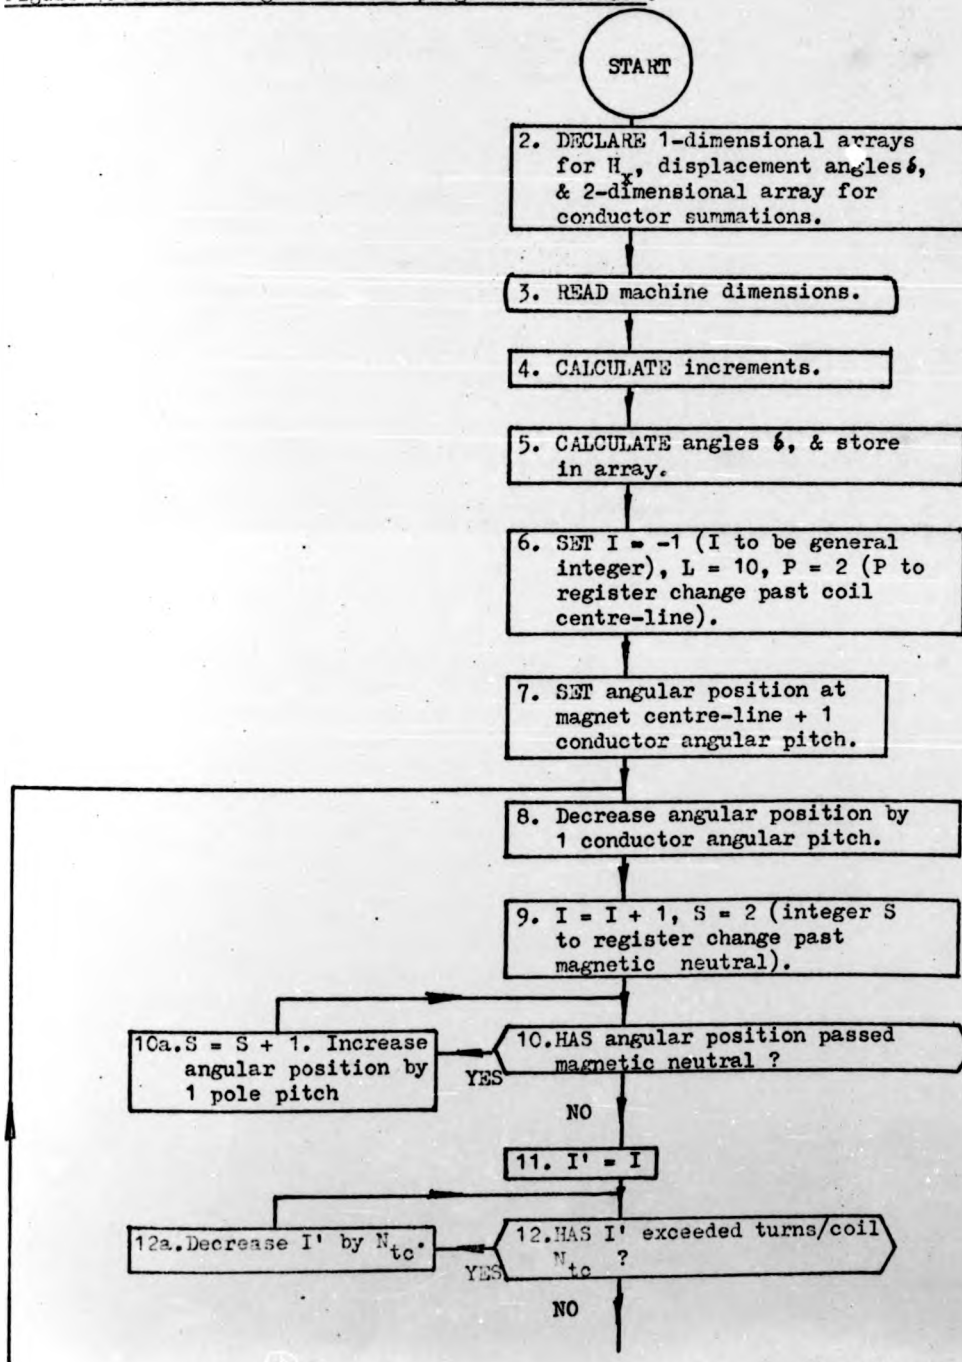 START
2. DECLARE 1-dimensional arrays
for Hx, displacement angles δ,
& 2-dimensional array for
conductor summations.
3. READ machine dimensions.
4. CALCULATE increments.
5. CALCULATE angles δ, & store
in array.
6. SET I = -1 (I to be general
integer), L = 10, P = 2 (P to
register change past coil
centre-line).
7. SET angular position at
magnet centre-line + 1
conductor angular pitch.
8. Decrease angular position by
1 conductor angular pitch.
9. I = I + 1, S = 2 (integer S
to register change past
magnetic neutral).
10a. S = S + 1. Increase
angular position by
1 pole pitch
YES
10. HAS angular position passed
magnetic neutral ?
NO
11. I' = I
12a. Decrease I' by Ntc.
YES
12. HAS I' exceeded turns/coil
Ntc ?
NO